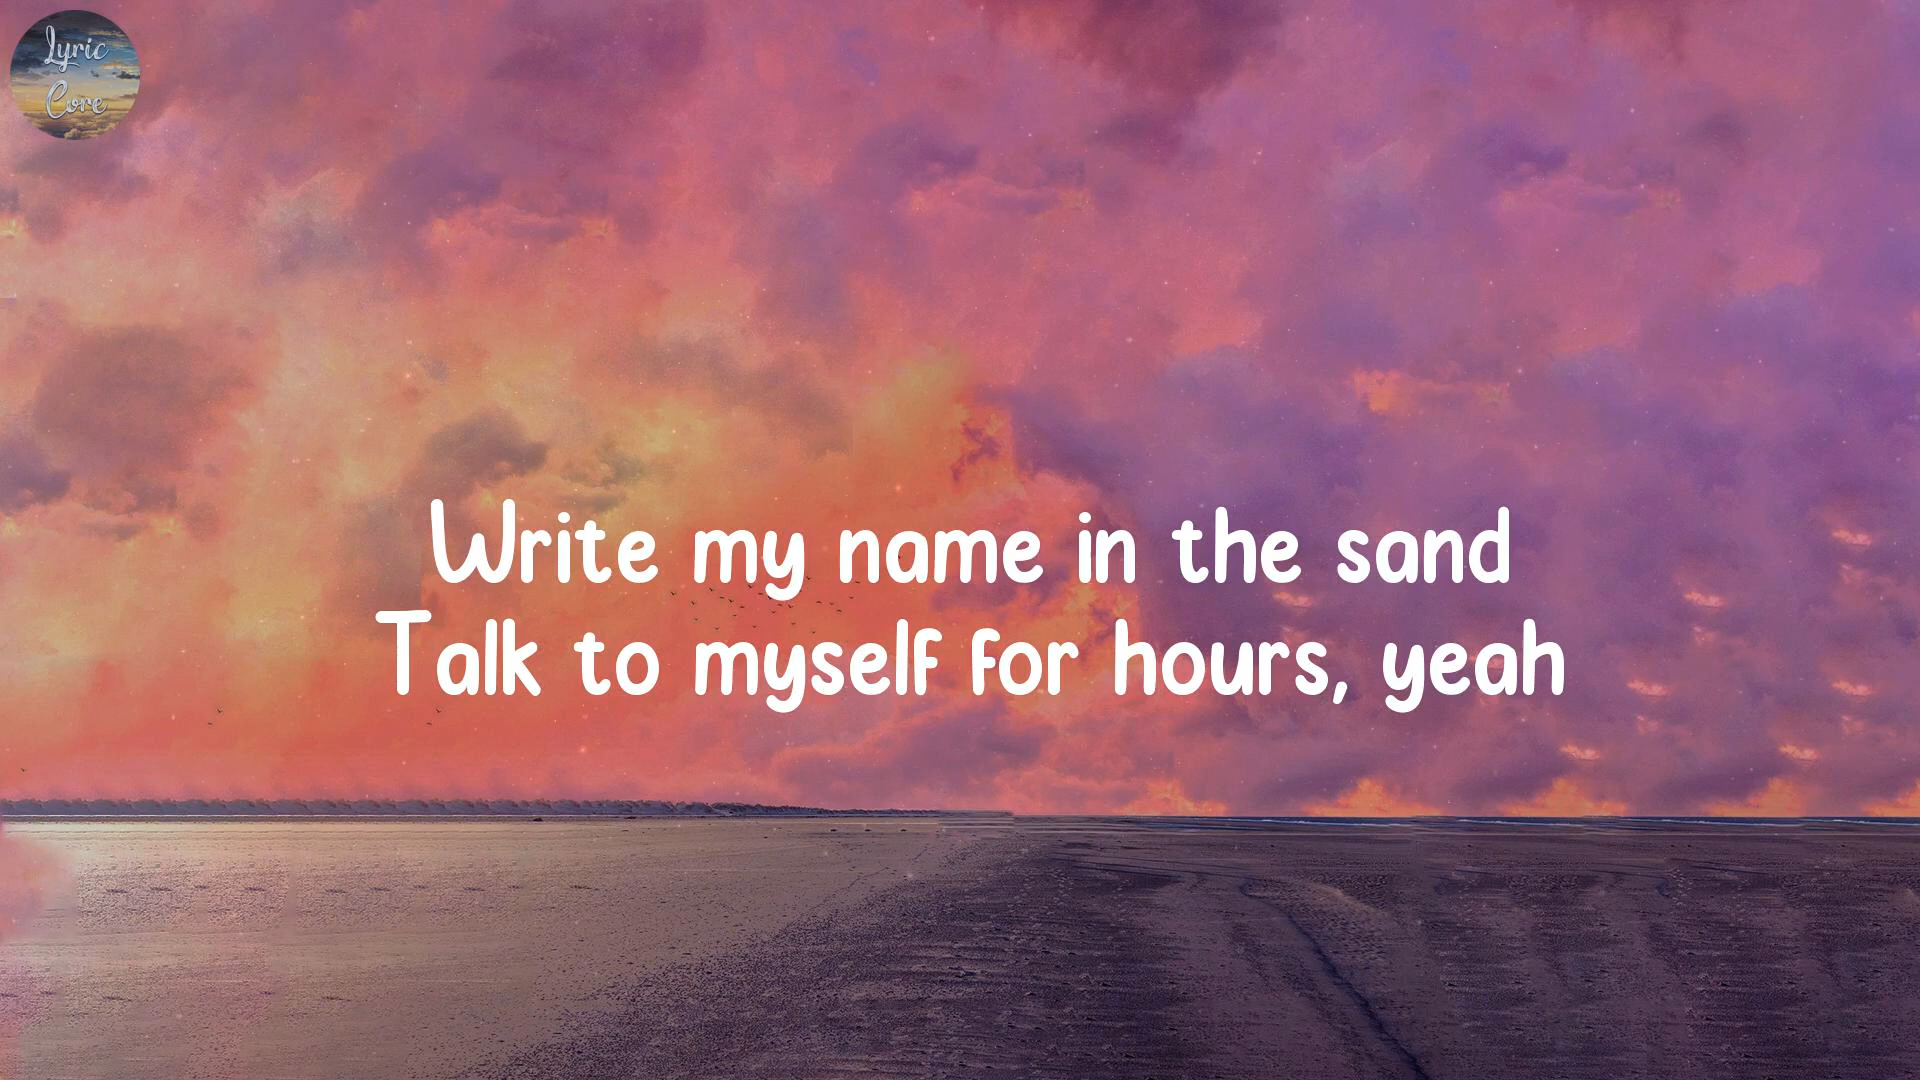 Lyric
Core
Write my name in the sand
Talk to myself for hours, yeah